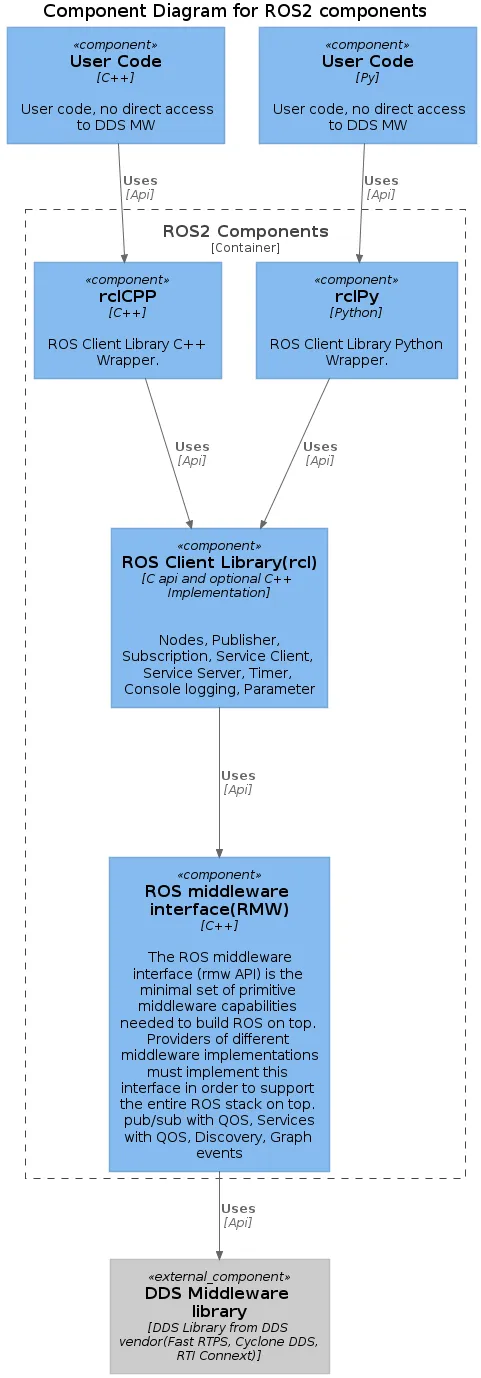 Component Diagram for ROS2 components
«component»
User Code
[C++]
User code, no direct access
to DDS MW
«component»
User Code
[Py]
User code, no direct access
to DDS MW
Uses
[Api]
Uses
[Api]
ROS2 Components
[Container]
«component»
rclCPP
[C++]
ROS Client Library C++
Wrapper.
«component»
rclPy
[Python]
ROS Client Library Python
Wrapper.
Uses
[Api]
Uses
[Api]
«component»
ROS Client Library(rcl)
[C api and optional C++
Implementation]
Nodes, Publisher,
Subscription, Service Client,
Service Server, Timer,
Console logging, Parameter
Uses
[Api]
«component»
ROS middleware
interface(RMW)
[C++]
The ROS middleware
interface (rmw API) is the
minimal set of primitive
middleware capabilities
needed to build ROS on top.
Providers of different
middleware implementations
must implement this
interface in order to support
the entire ROS stack on top.
pub/sub with QOS, Services
with QOS, Discovery, Graph
events
Uses
[Api]
«external_component»
DDS Middleware
library
[DDS Library from DDS
vendor(Fast RTPS, Cyclone DDS,
RTI Connext)]